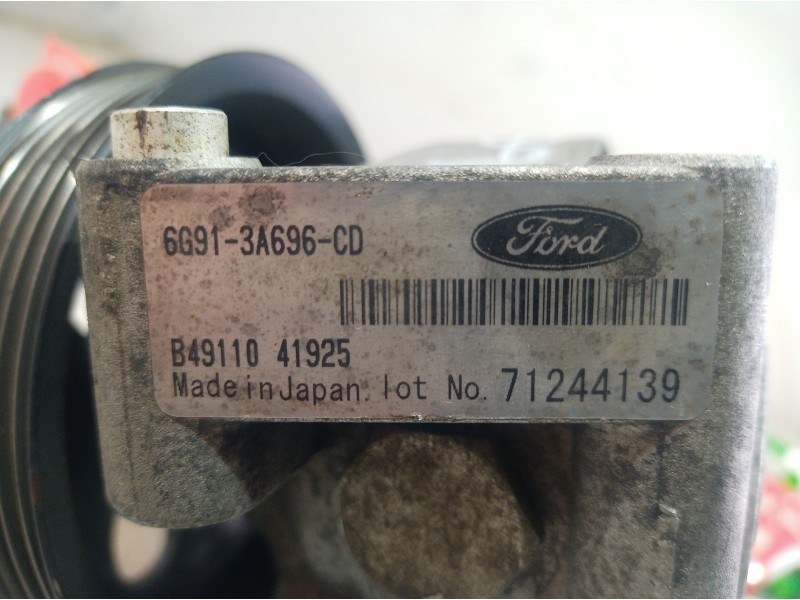 6G91-3A696-CD
Ford
B49110 41925
Made in Japan. lot No. 71244139